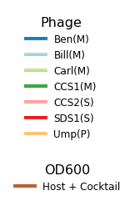 Phage
Ben(M)
Bill(M)
Carl(M)
CCS1(M)
CCS2(S)
SDS1(S)
Ump(P)
OD600
Host + Cocktail